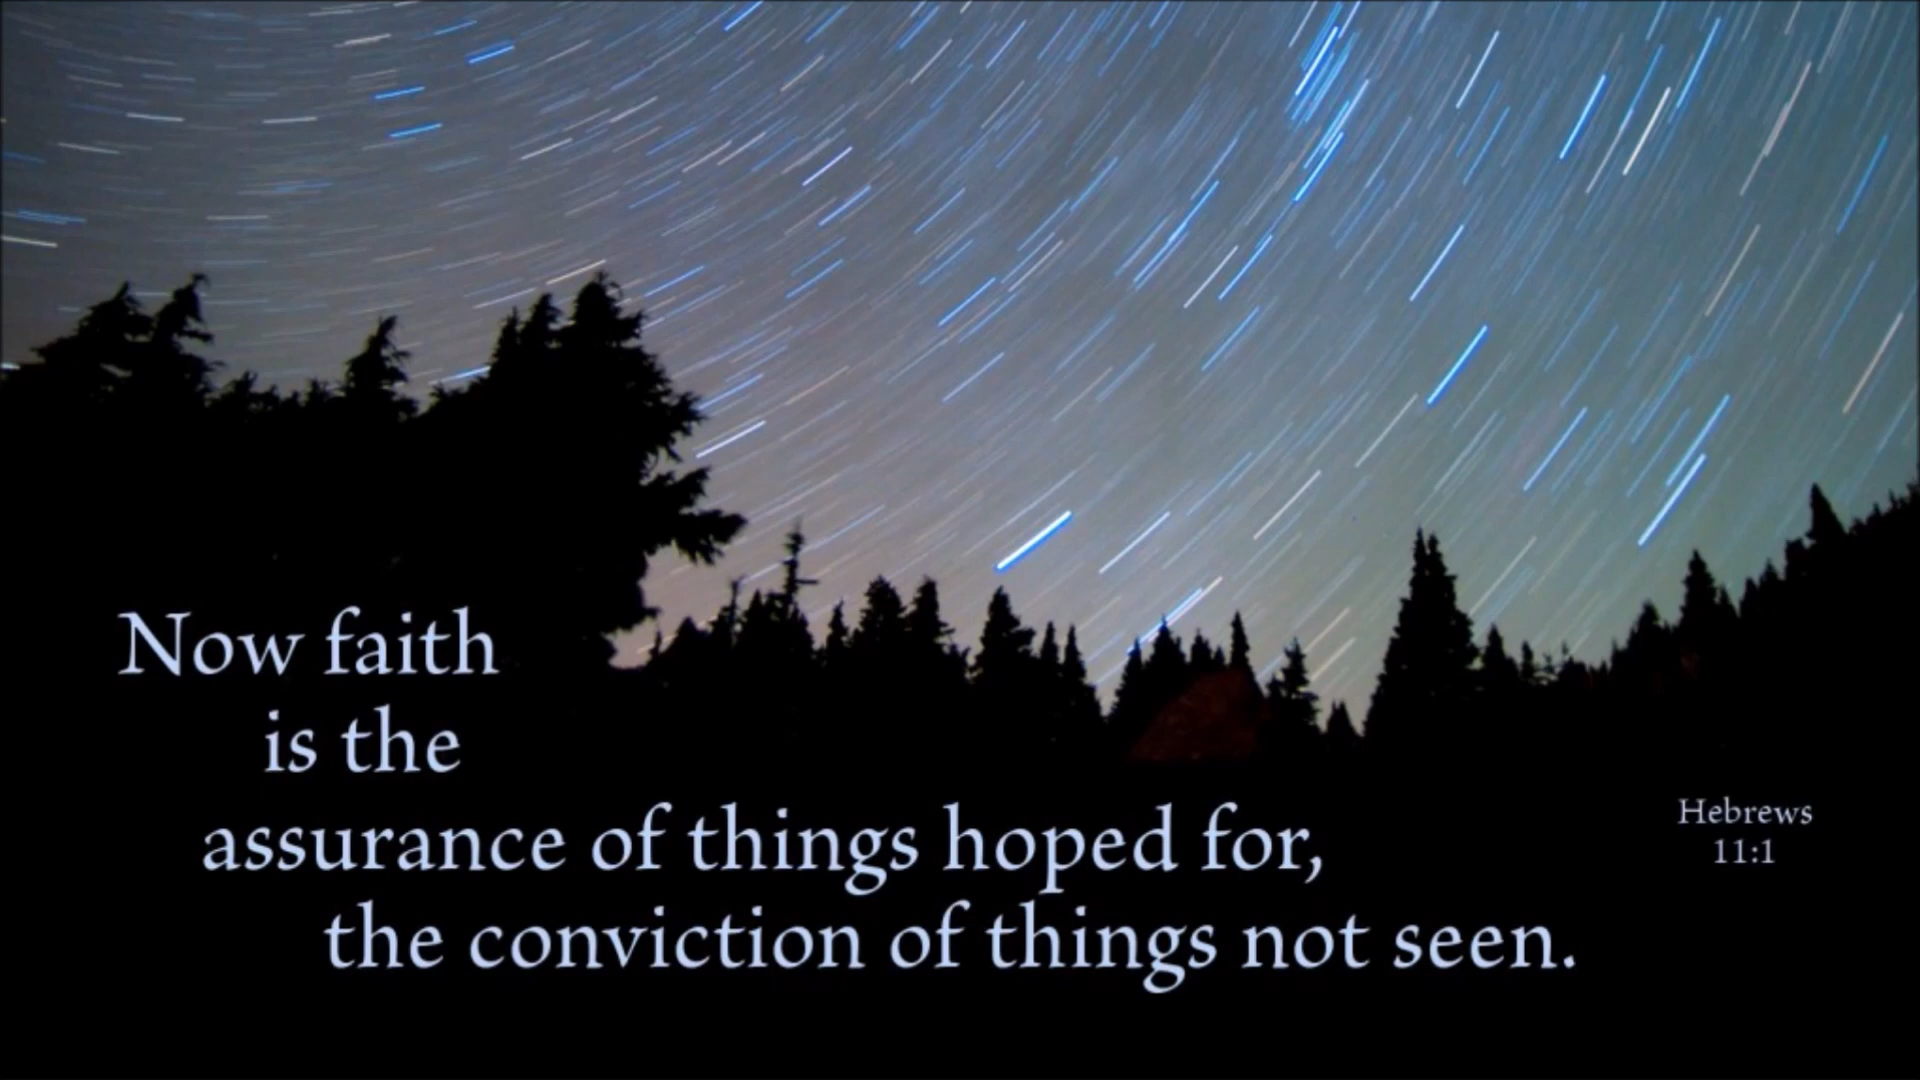 Now faith
is the
assurance of things hoped for,
the conviction of things not seen.
Hebrews
11:1